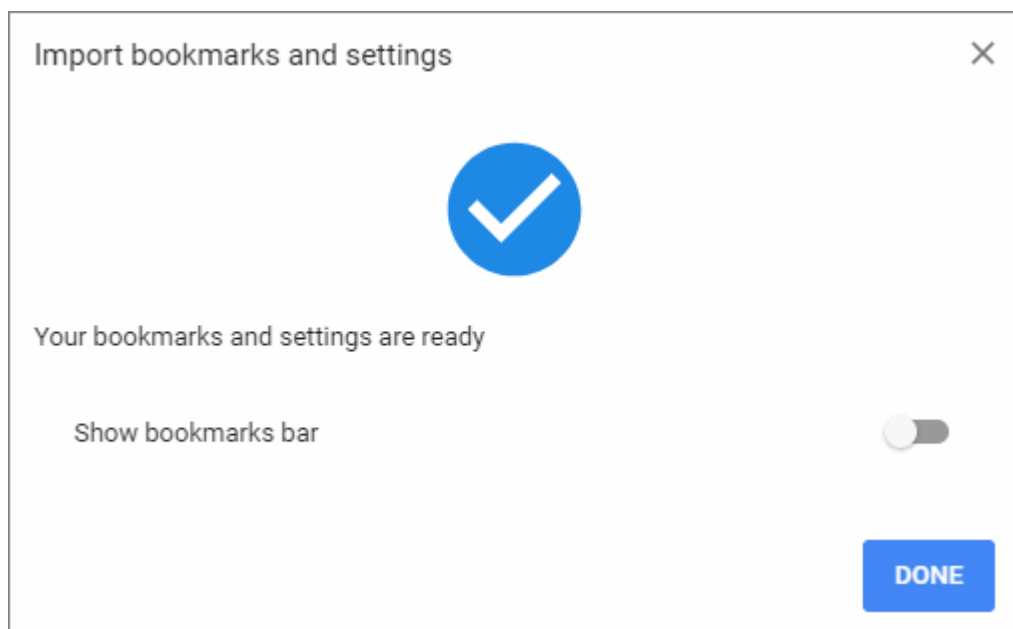 Import bookmarks and settings
Your bookmarks and settings are ready
Show bookmarks bar
DONE